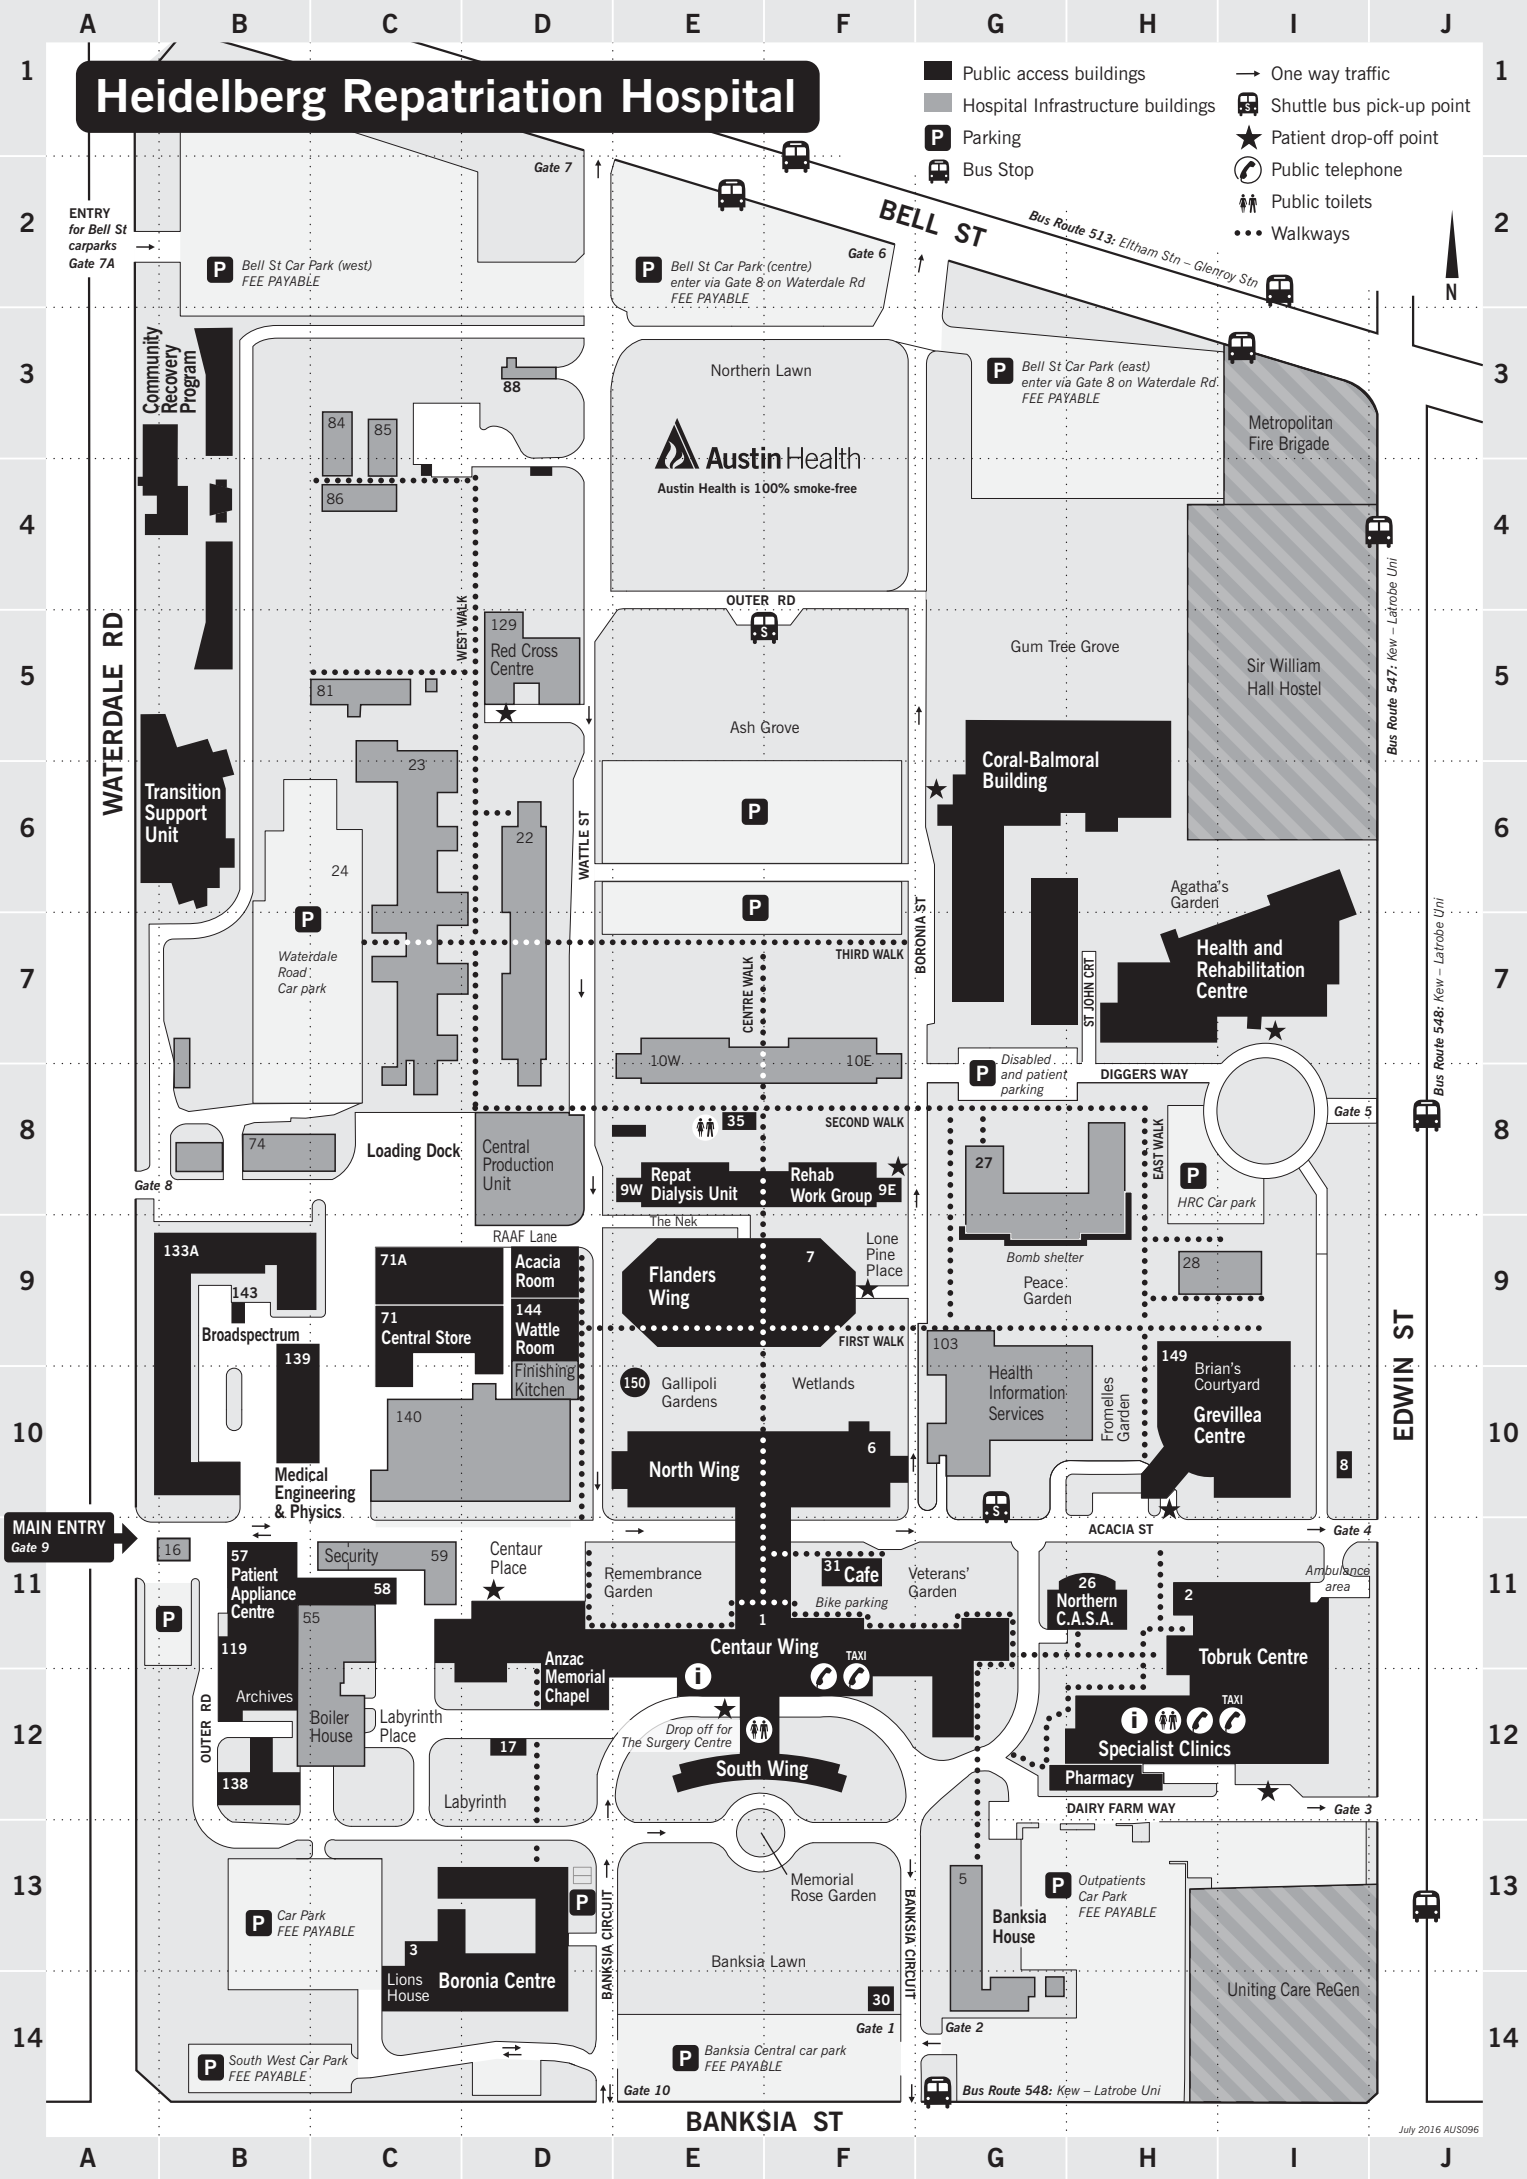 A B C D E F G H I J
1
2
3
4
5
6
7
8
9
10
11
12
13
14
1
2
3
4
5
6
7
8
9
10
11
12
13
14
Heidelberg Repatriation Hospital
Public access buildings
Hospital Infrastructure buildings
P Parking
Bus Stop
One way traffic
S Shuttle bus pick-up point
Patient drop-off point
Public telephone
Public toilets
Walkways
N
ENTRY
for Bell St
carparks
Gate 7A
Gate 7
P Bell St Car Park (west)
FEE PAYABLE
P Bell St Car Park (centre)
enter via Gate 8 on Waterdale Rd
FEE PAYABLE
Gate 6
BELL ST
Bus Route 513: Eltham Stn – Glenroy Stn
P Bell St Car Park (east)
enter via Gate 8 on Waterdale Rd
FEE PAYABLE
Community
Recovery
Program
88
84
85
86
Northern Lawn
Austin Health
Austin Health is 100% smoke-free
Metropolitan
Fire Brigade
Bus Route 547: Kew – Latrobe Uni
WATERDALE RD
WEST WALK
OUTER RD
S
129
Red Cross
Centre
81
Gum Tree Grove
Sir William
Hall Hostel
Ash Grove
Coral-Balmoral
Building
23
Transition
Support
Unit
22
24
WATTLE ST
P
P
P
Waterdale
Road
Car park
BORONIA ST
Agatha's
Garden
THIRD WALK
CENTRE WALK
Health and
Rehabilitation
Centre
ST JOHN CRT
Bus Route 548: Kew – Latrobe Uni
10W
10E
P Disabled
and patient
parking
DIGGERS WAY
Gate 5
74
Loading Dock
Central
Production
Unit
35
SECOND WALK
27
EAST WALK
P
HRC Car park
Gate 8
9W
Repat
Dialysis Unit
Rehab
Work Group
9E
The Nek
RAAF Lane
Bomb shelter
133A
143
Broadspectrum
139
71A
71
Central Store
Acacia
Room
144
Wattle
Room
Finishing
Kitchen
Flanders
Wing
7
Lone
Pine
Place
Peace
Garden
28
FIRST WALK
103
Health
Information
Services
149
Brian's
Courtyard
Grevillea
Centre
Fromelles
Garden
EDWIN ST
150
Gallipoli
Gardens
Wetlands
140
North Wing
6
8
Medical
Engineering
& Physics
S
ACACIA ST
Gate 4
MAIN ENTRY
Gate 9
16
57
Patient
Appliance
Centre
Security
59
58
Centaur
Place
Remembrance
Garden
31 Cafe
Bike parking
Veterans'
Garden
26
Northern
C.A.S.A.
2
Ambulance
area
P
55
119
1
Centaur Wing
Tobruk Centre
Anzac
Memorial
Chapel
i
TAXI
Archives
OUTER RD
Boiler
House
Labyrinth
Place
Drop off for
The Surgery Centre
i
TAXI
Specialist Clinics
17
South Wing
Pharmacy
138
Labyrinth
DAIRY FARM WAY
Gate 3
Memorial
Rose Garden
P
BANKSIA CIRCUIT
BANKSIA CIRCUIT
5
Banksia
House
P Outpatients
Car Park
FEE PAYABLE
P Car Park
FEE PAYABLE
3
Lions
House
Boronia Centre
Banksia Lawn
30
Uniting Care ReGen
Gate 1
Gate 2
P South West Car Park
FEE PAYABLE
P Banksia Central car park
FEE PAYABLE
Gate 10
Bus Route 548: Kew – Latrobe Uni
BANKSIA ST
July 2016 AUS096
A B C D E F G H I J